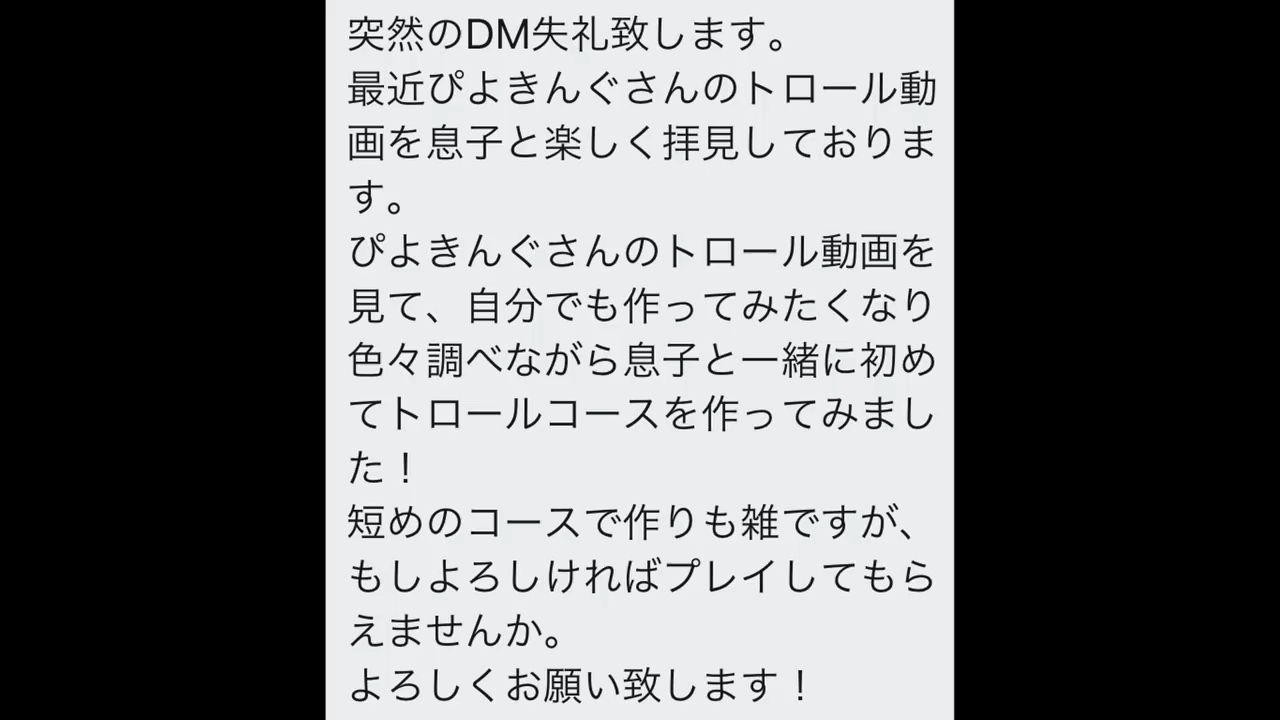 突然のDM失礼致します。
最近ぴよきんぐさんのトロール動
画を息子と楽しく拝見しておりま
す。
ぴよきんぐさんのトロール動画を
見て、自分でも作ってみたくなり
色々調べながら息子と一緒に初め
てトロールコースを作ってみまし
た！
短めのコースで作りも雑ですが、
もしよろしければプレイしてもら
えませんか。
よろしくお願い致します！